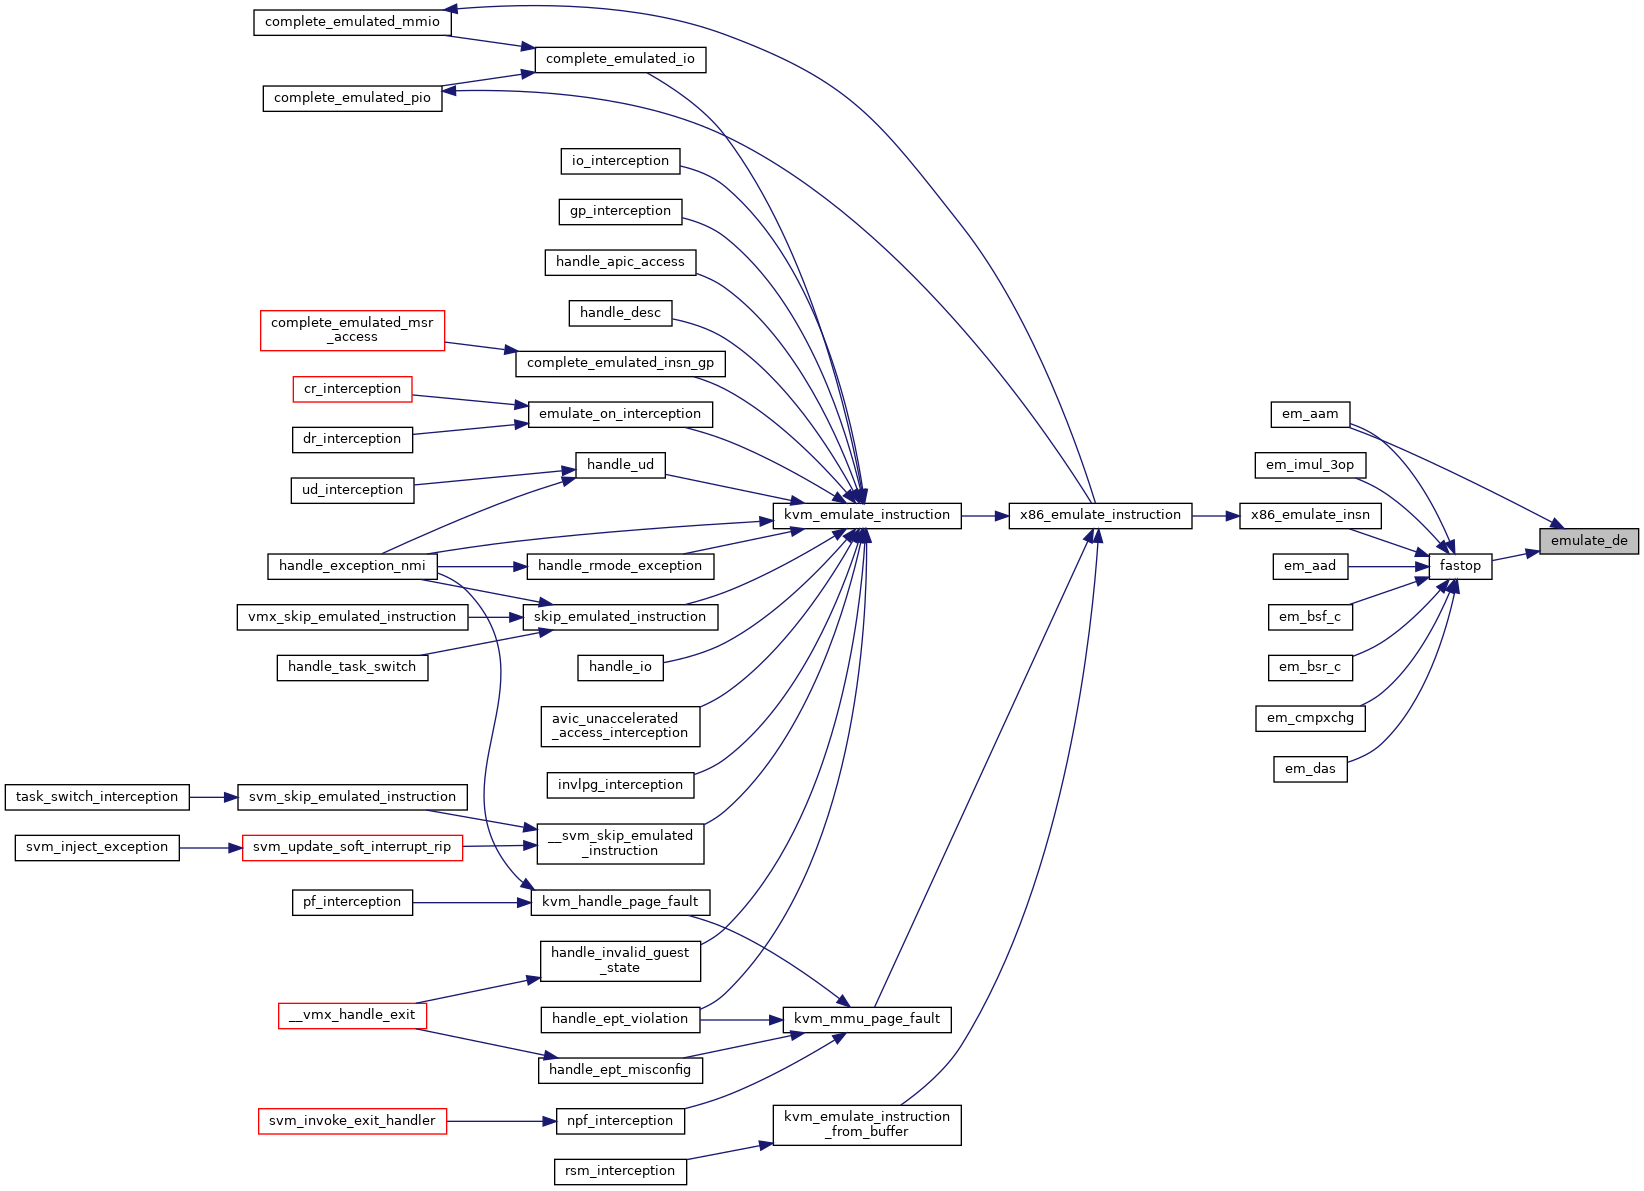 complete_emulated_mmio
complete_emulated_io
complete_emulated_pio
io_interception
gp_interception
handle_apic_access
handle_desc
complete_emulated_msr
_access
complete_emulated_insn_gp
cr_interception
emulate_on_interception
dr_interception
handle_ud
ud_interception
kvm_emulate_instruction
x86_emulate_instruction
handle_exception_nmi
handle_rmode_exception
vmx_skip_emulated_instruction
skip_emulated_instruction
handle_task_switch
handle_io
avic_unaccelerated
_access_interception
invlpg_interception
task_switch_interception
svm_skip_emulated_instruction
__svm_skip_emulated
_instruction
svm_inject_exception
svm_update_soft_interrupt_rip
pf_interception
kvm_handle_page_fault
handle_invalid_guest
_state
__vmx_handle_exit
handle_ept_violation
kvm_mmu_page_fault
handle_ept_misconfig
svm_invoke_exit_handler
npf_interception
kvm_emulate_instruction
_from_buffer
rsm_interception
em_aam
em_imul_3op
x86_emulate_insn
em_aad
em_bsf_c
em_bsr_c
em_cmpxchg
em_das
fastop
emulate_de